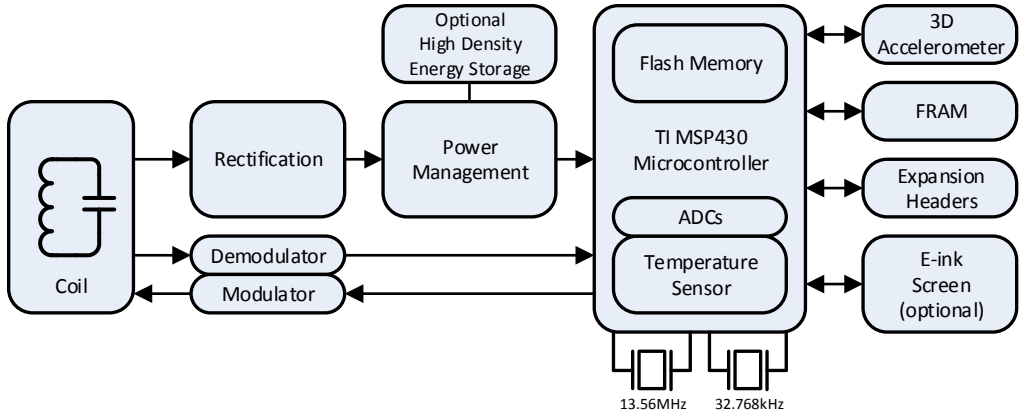 Optional
High Density
Energy Storage
Coil
Rectification
Power
Management
Demodulator
Modulator
Flash Memory
TI MSP430
Microcontroller
ADCs
Temperature
Sensor
13.56MHz
32.768kHz
3D
Accelerometer
FRAM
Expansion
Headers
E-ink
Screen
(optional)